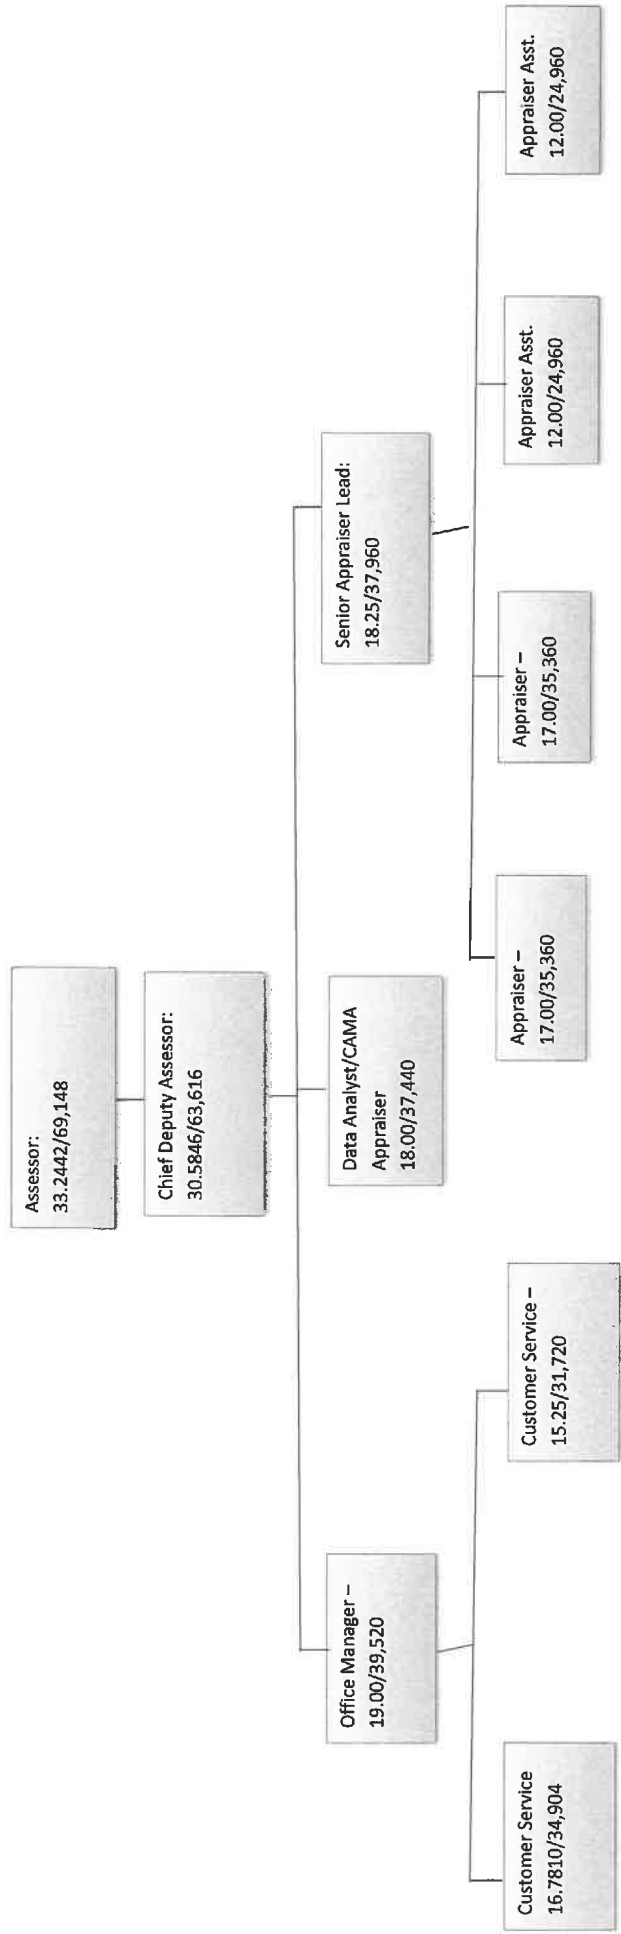 Assessor:
33.2442/69,148
Chief Deputy Assessor:
30.5846/63,616
Office Manager –
19.00/39,520
Data Analyst/CAMA
Appraiser
18.00/37,440
Senior Appraiser Lead:
18.25/37,960
Customer Service
16.7810/34,904
Customer Service –
15.25/31,720
Appraiser –
17.00/35,360
Appraiser –
17.00/35,360
Appraiser Asst.
12.00/24,960
Appraiser Asst.
12.00/24,960